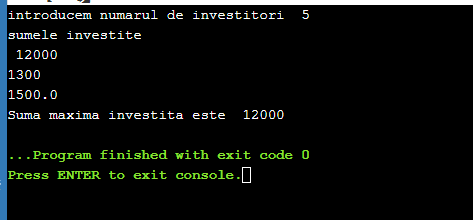 introducem numarul de investitori  5
sumele investite
 12000
1300
1500.0
Suma maxima investita este  12000
...Program finished with exit code 0
Press ENTER to exit console.